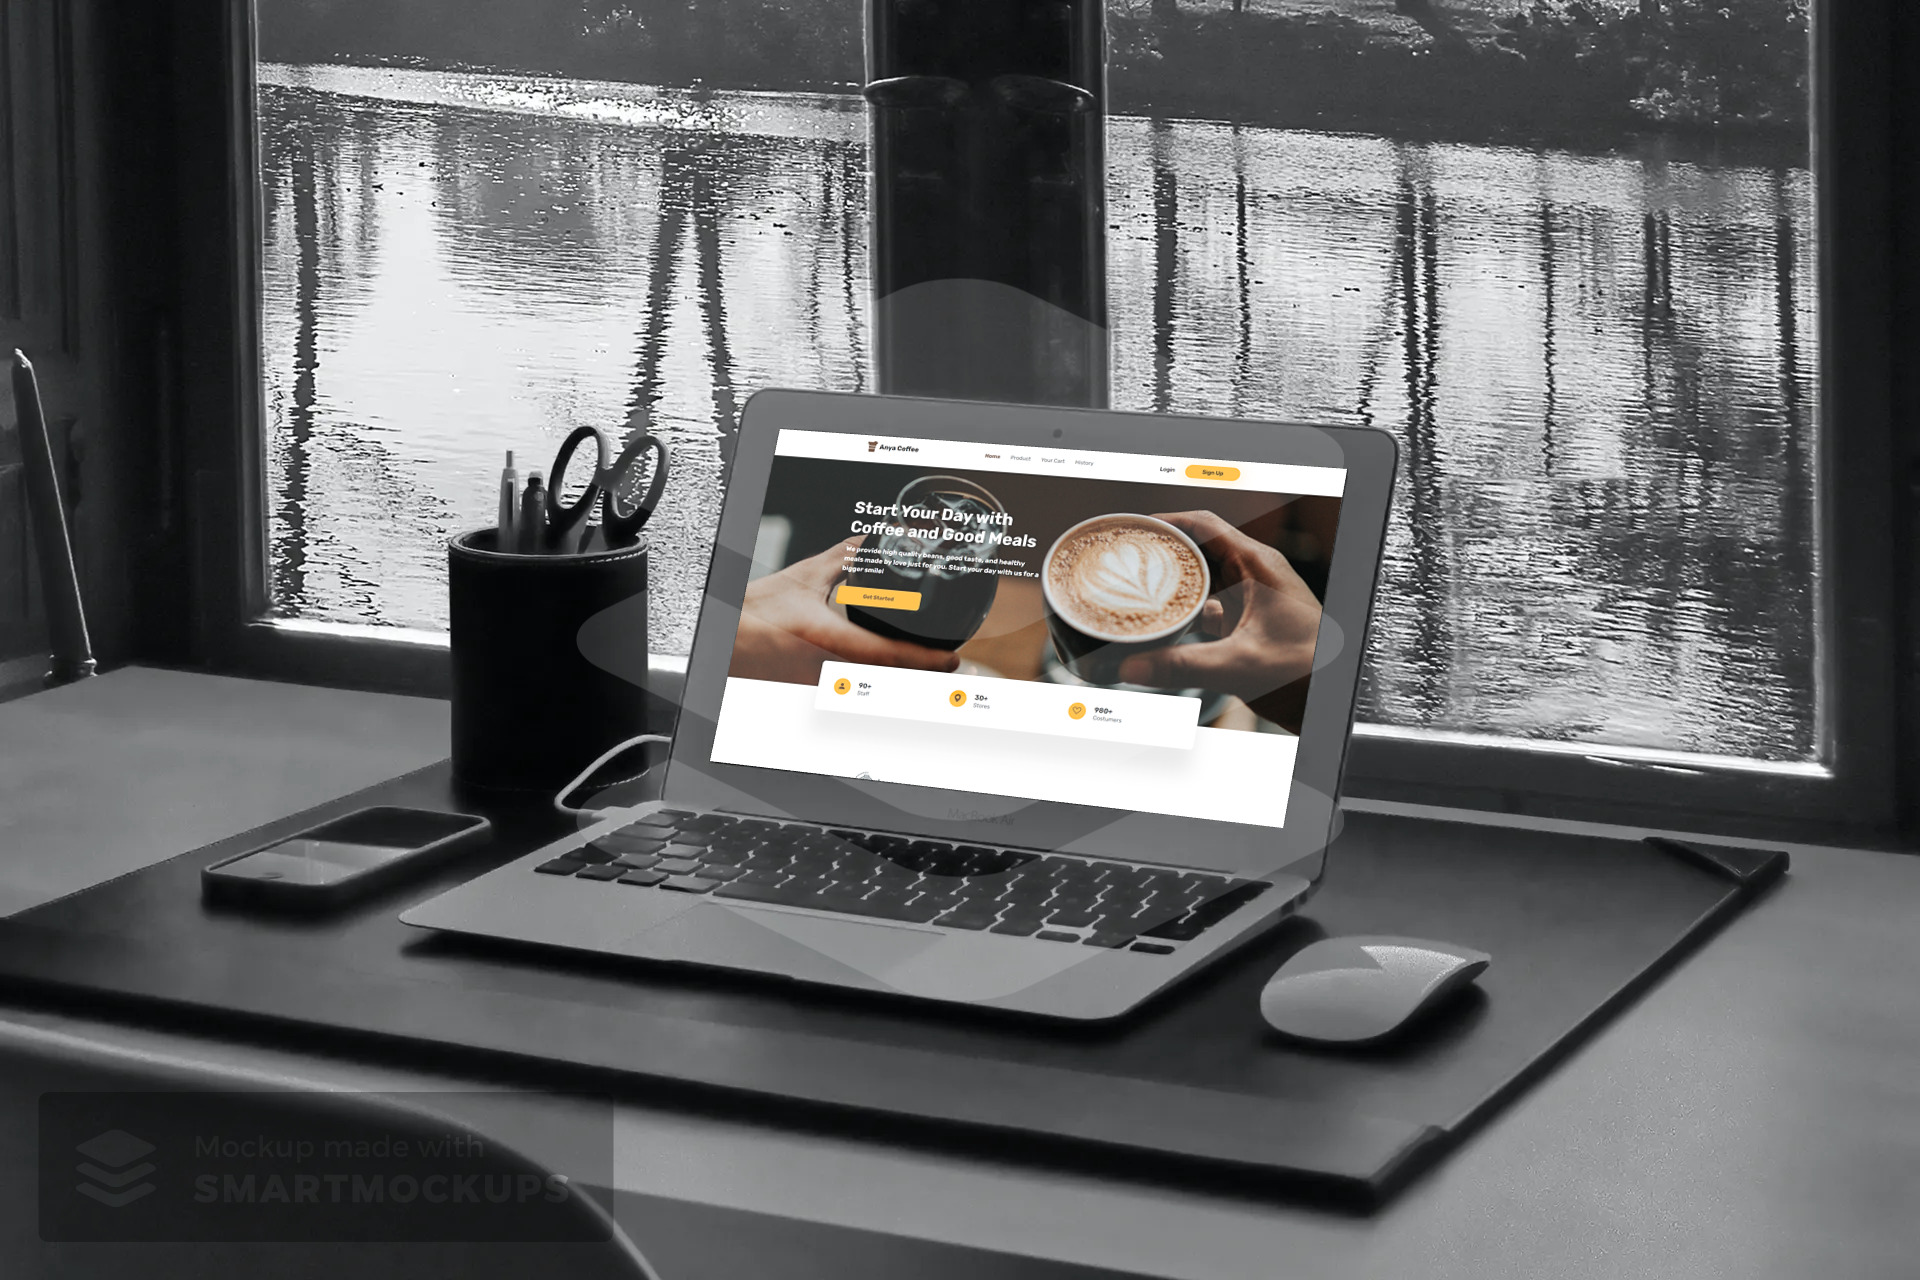 Anya Coffee
Home Product Your Cart History
Login Sign Up
Start Your Day with
Coffee and Good Meals
We provide high quality beans, good taste, and healthy
meals made by love just for you. Start your day with us for a
bigger smile!
Get Started
90+
Staff
30+
Stores
980+
Costumers
MacBook Air
Mockup made with
SMARTMOCKUPS